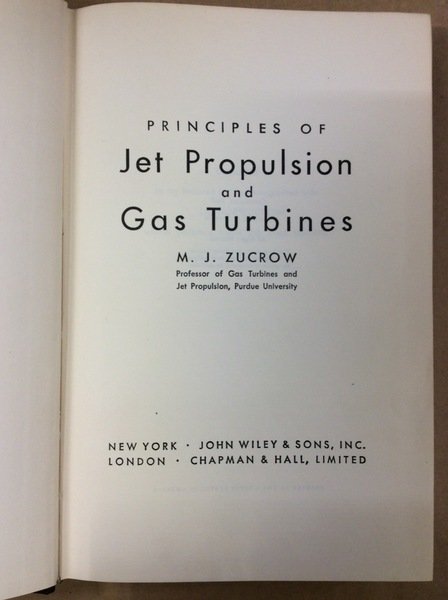 PRINCIPLES OF
Jet Propulsion
and
Gas Turbines
M. J. ZUCROW
Professor of Gas Turbines and
Jet Propulsion, Purdue University
NEW YORK · JOHN WILEY & SONS, INC.
LONDON · CHAPMAN & HALL, LIMITED